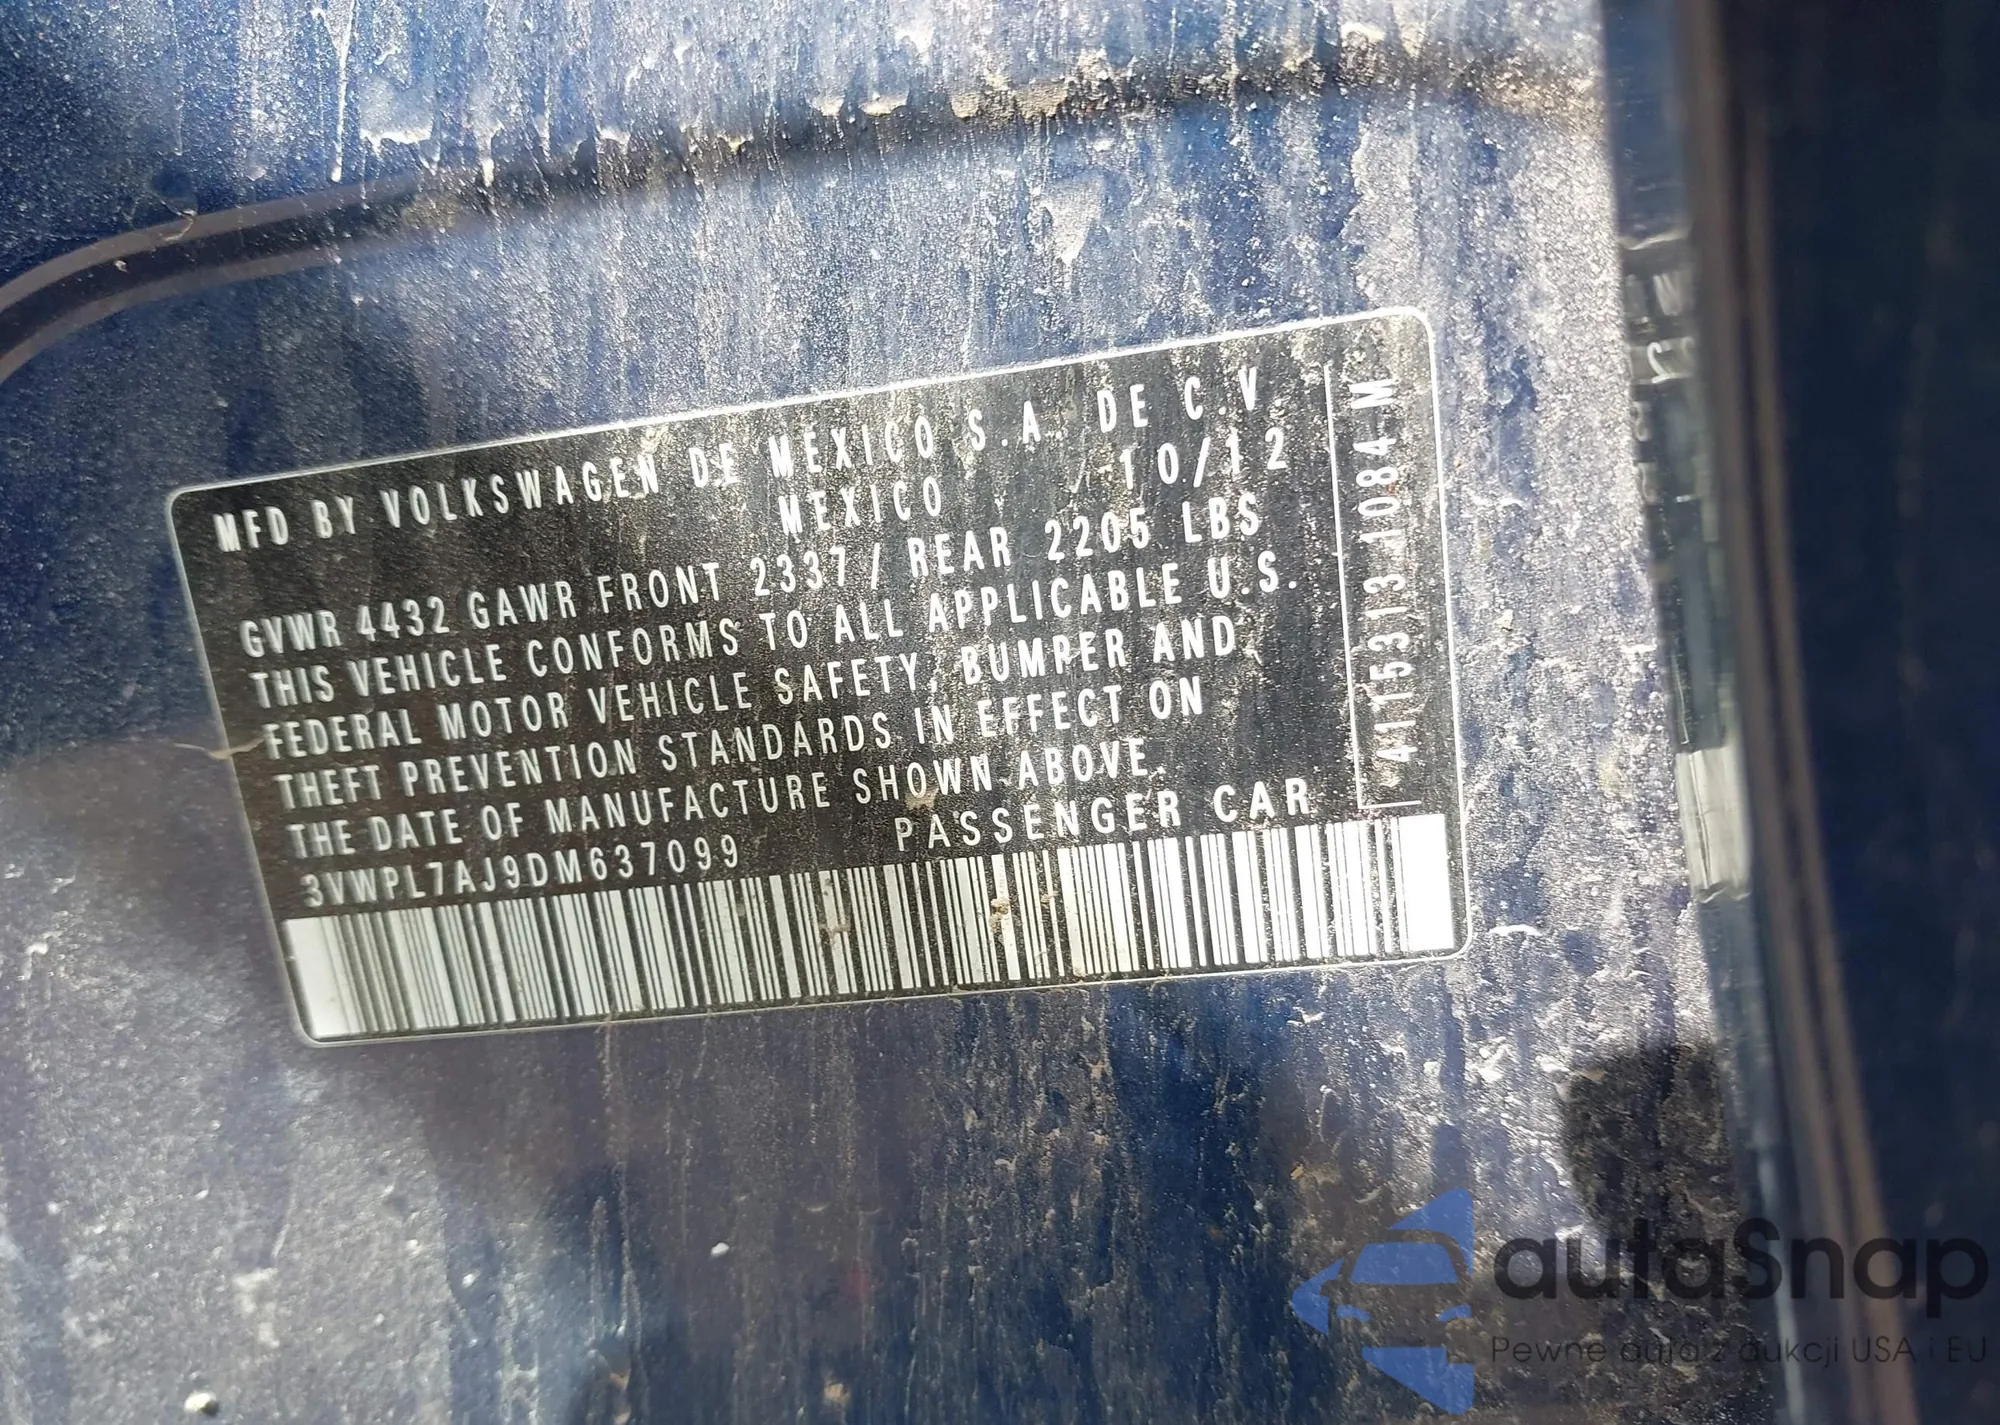 MFD BY VOLKSWAGEN DE MEXICO S.A. DE C.V.
MEXICO 10/12
GVWR 4432 GAWR FRONT 2337/ REAR 2205 LBS
THIS VEHICLE CONFORMS TO ALL APPLICABLE U.S.
FEDERAL MOTOR VEHICLE SAFETY, BUMPER AND
THEFT PREVENTION STANDARDS IN EFFECT ON
THE DATE OF MANUFACTURE SHOWN ABOVE.
3VWPL7AJ9DM637099 PASSENGER CAR
autaSnap
Pewne auta z aukcji USA i EU